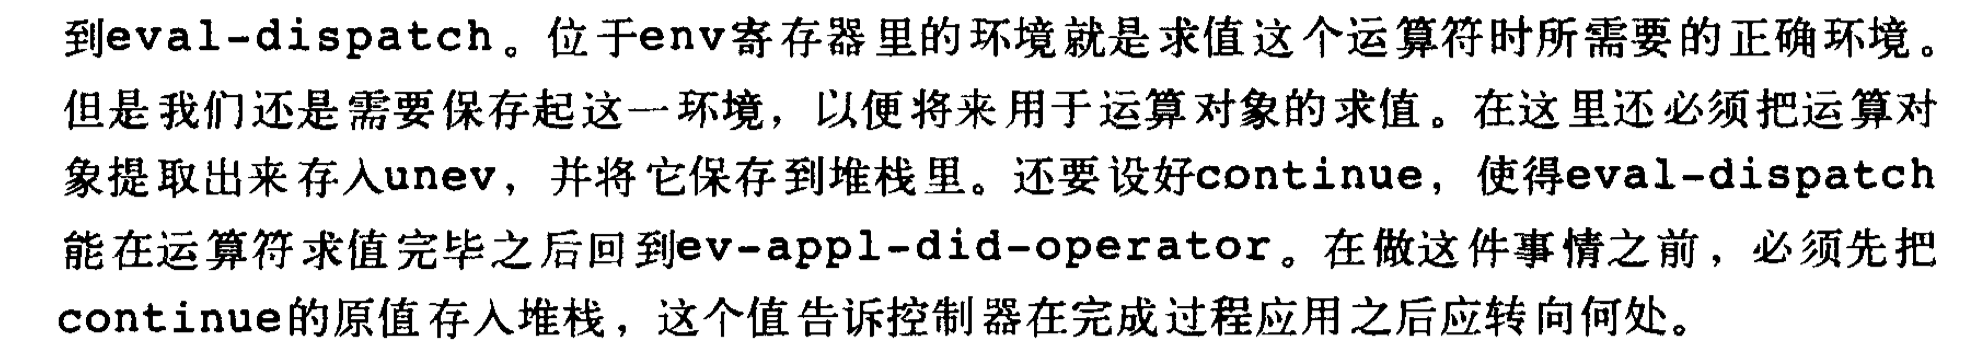 到eval-dispatch。位于env寄存器里的环境就是求值这个运算符时所需要的正确环境。
但是我们还是需要保存起这一环境，以便将来用于运算对象的求值。在这里还必须把运算对
象提取出来存入unev，并将它保存到堆栈里。还要设好continue，使得eval-dispatch
能在运算符求值完毕之后回到ev-appl-did-operator。在做这件事情之前，必须先把
continue的原值存入堆栈，这个值告诉控制器在完成过程应用之后应转向何处。